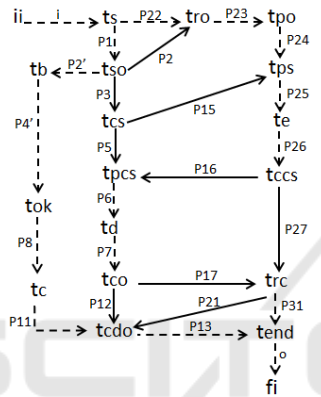 ii i ts P22 tro P23 tpo
P1 P2 P24
tb P2' tso tps
P3 P15 P25
P4' tcs te
P5 P26
tpcs P16 tccs
P6
tok td P27
P8 P7
tco P17 trc
tc P12 P21 P31
P11 tcdo P13 tend
o
fi